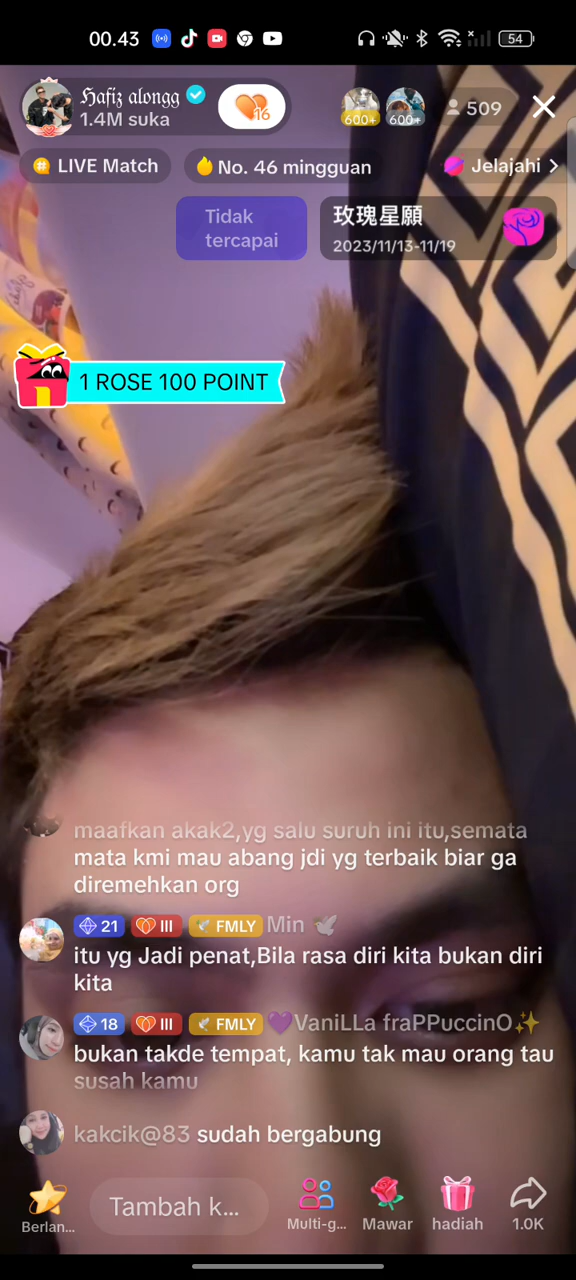 00.43
54
Hafiz alongg
1.4M suka
16
600+
600+
509
LIVE Match
No. 46 mingguan
Jelajahi
Tidak
tercapai
玫瑰星願
2023/11/13-11/19
1 ROSE 100 POINT
maafkan akak2,yg salu suruh ini itu,semata
mata kmi mau abang jdi yg terbaik biar ga
diremehkan org
21 III FMLY Min 🕊
itu yg Jadi penat,Bila rasa diri kita bukan diri
kita
18 III FMLY 💜VaniLLa fraPPuccinO✨
bukan takde tempat, kamu tak mau orang tau
susah kamu
kakcik@83 sudah bergabung
Berlan...
Tambah k...
Multi-g...
Mawar
hadiah
1.0K